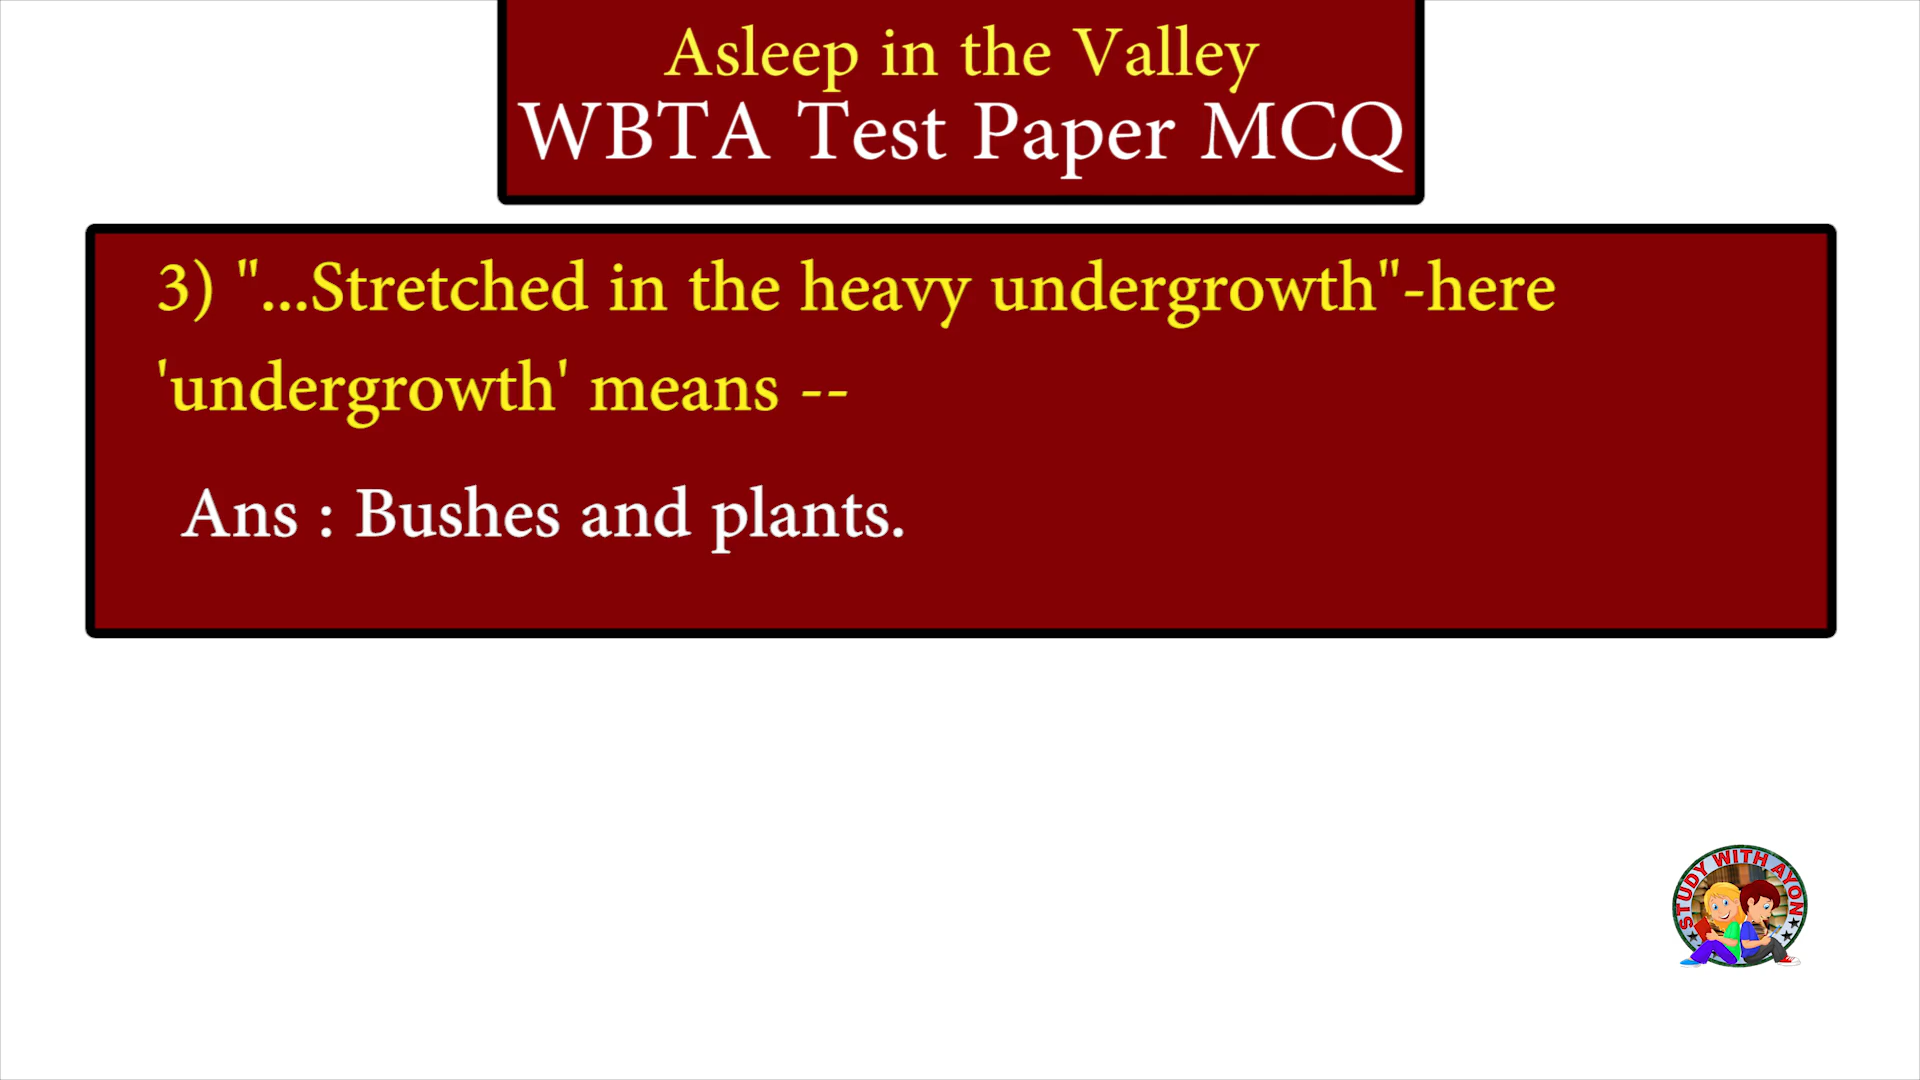 Asleep in the Valley
WBTA Test Paper MCQ
3) "...Stretched in the heavy undergrowth"-here
'undergrowth' means --
Ans : Bushes and plants.
STUDY WITH AYON